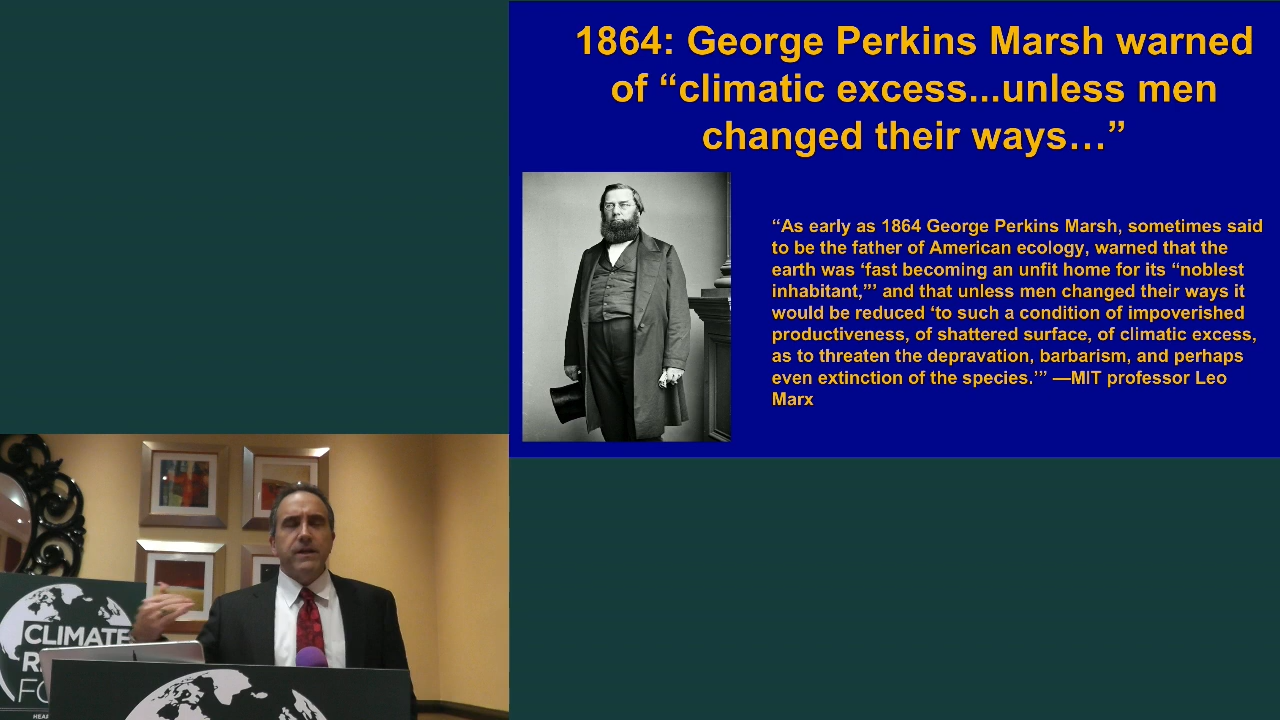 1864: George Perkins Marsh warned
of “climatic excess...unless men
changed their ways…”
“As early as 1864 George Perkins Marsh, sometimes said
to be the father of American ecology, warned that the
earth was ‘fast becoming an unfit home for its “noblest
inhabitant,”’ and that unless men changed their ways it
would be reduced ‘to such a condition of impoverished
productiveness, of shattered surface, of climatic excess,
as to threaten the depravation, barbarism, and perhaps
even extinction of the species.’” —MIT professor Leo
Marx
CLIMATE